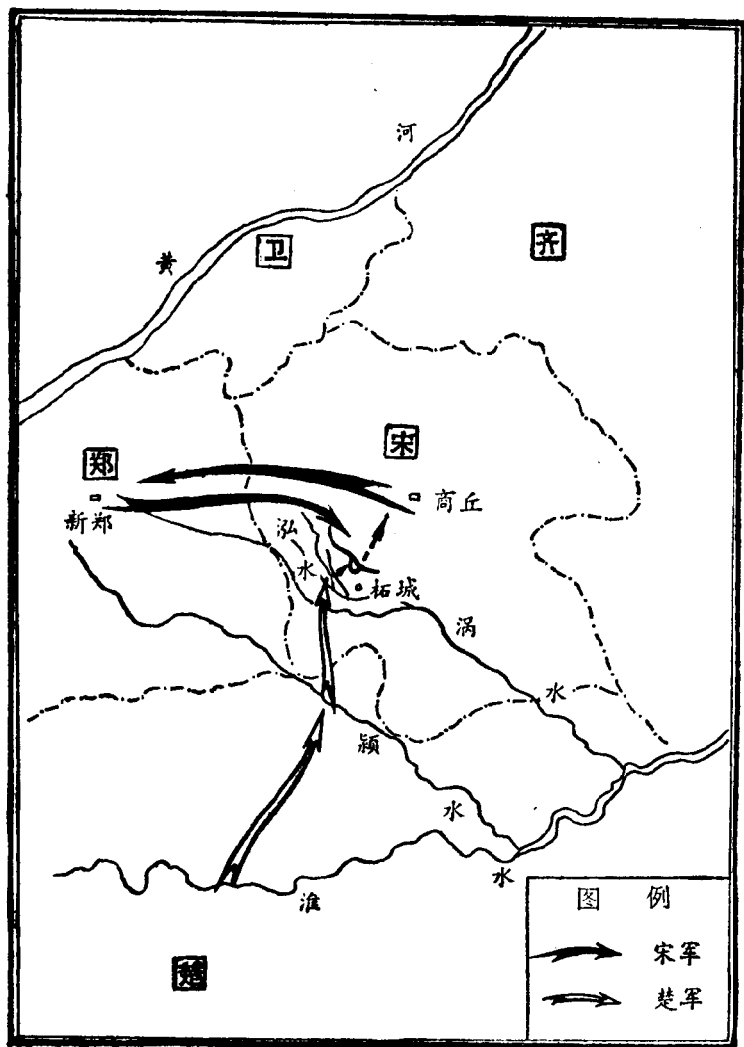 河
黄
卫
齐
郑
宋
新郑
商丘
泓
水
柘城
涡
水
颍
水
淮
水
楚
图 例
宋军
楚军